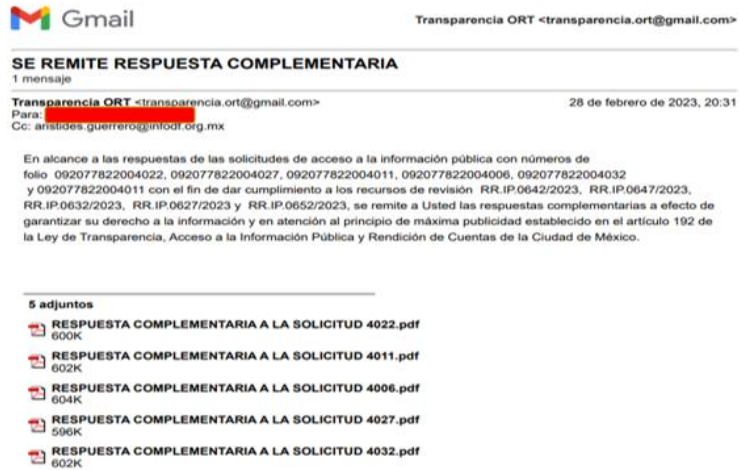 Gmail
Transparencia ORT <transparencia.ort@gmail.com>
SE REMITE RESPUESTA COMPLEMENTARIA
1 mensaje
Transparencia ORT <transparencia.ort@gmail.com>
28 de febrero de 2023, 20:31
Para:
Cc: aristides.guerrero@infodf.org.mx
En alcance a las respuestas de las solicitudes de acceso a la información pública con números de
folio 092077822004022, 092077822004027, 092077822004011, 092077822004006, 092077822004032
y 092077822004011 con el fin de dar cumplimiento a los recursos de revisión RR.IP.0642/2023, RR.IP.0647/2023,
RR.IP.0632/2023, RR.IP.0627/2023 y RR.IP.0652/2023, se remite a Usted las respuestas complementarias a efecto de
garantizar su derecho a la información y en atención al principio de máxima publicidad establecido en el artículo 192 de
la Ley de Transparencia, Acceso a la Información Pública y Rendición de Cuentas de la Ciudad de México.
5 adjuntos
RESPUESTA COMPLEMENTARIA A LA SOLICITUD 4022.pdf
600K
RESPUESTA COMPLEMENTARIA A LA SOLICITUD 4011.pdf
602K
RESPUESTA COMPLEMENTARIA A LA SOLICITUD 4006.pdf
604K
RESPUESTA COMPLEMENTARIA A LA SOLICITUD 4027.pdf
596K
RESPUESTA COMPLEMENTARIA A LA SOLICITUD 4032.pdf
602K